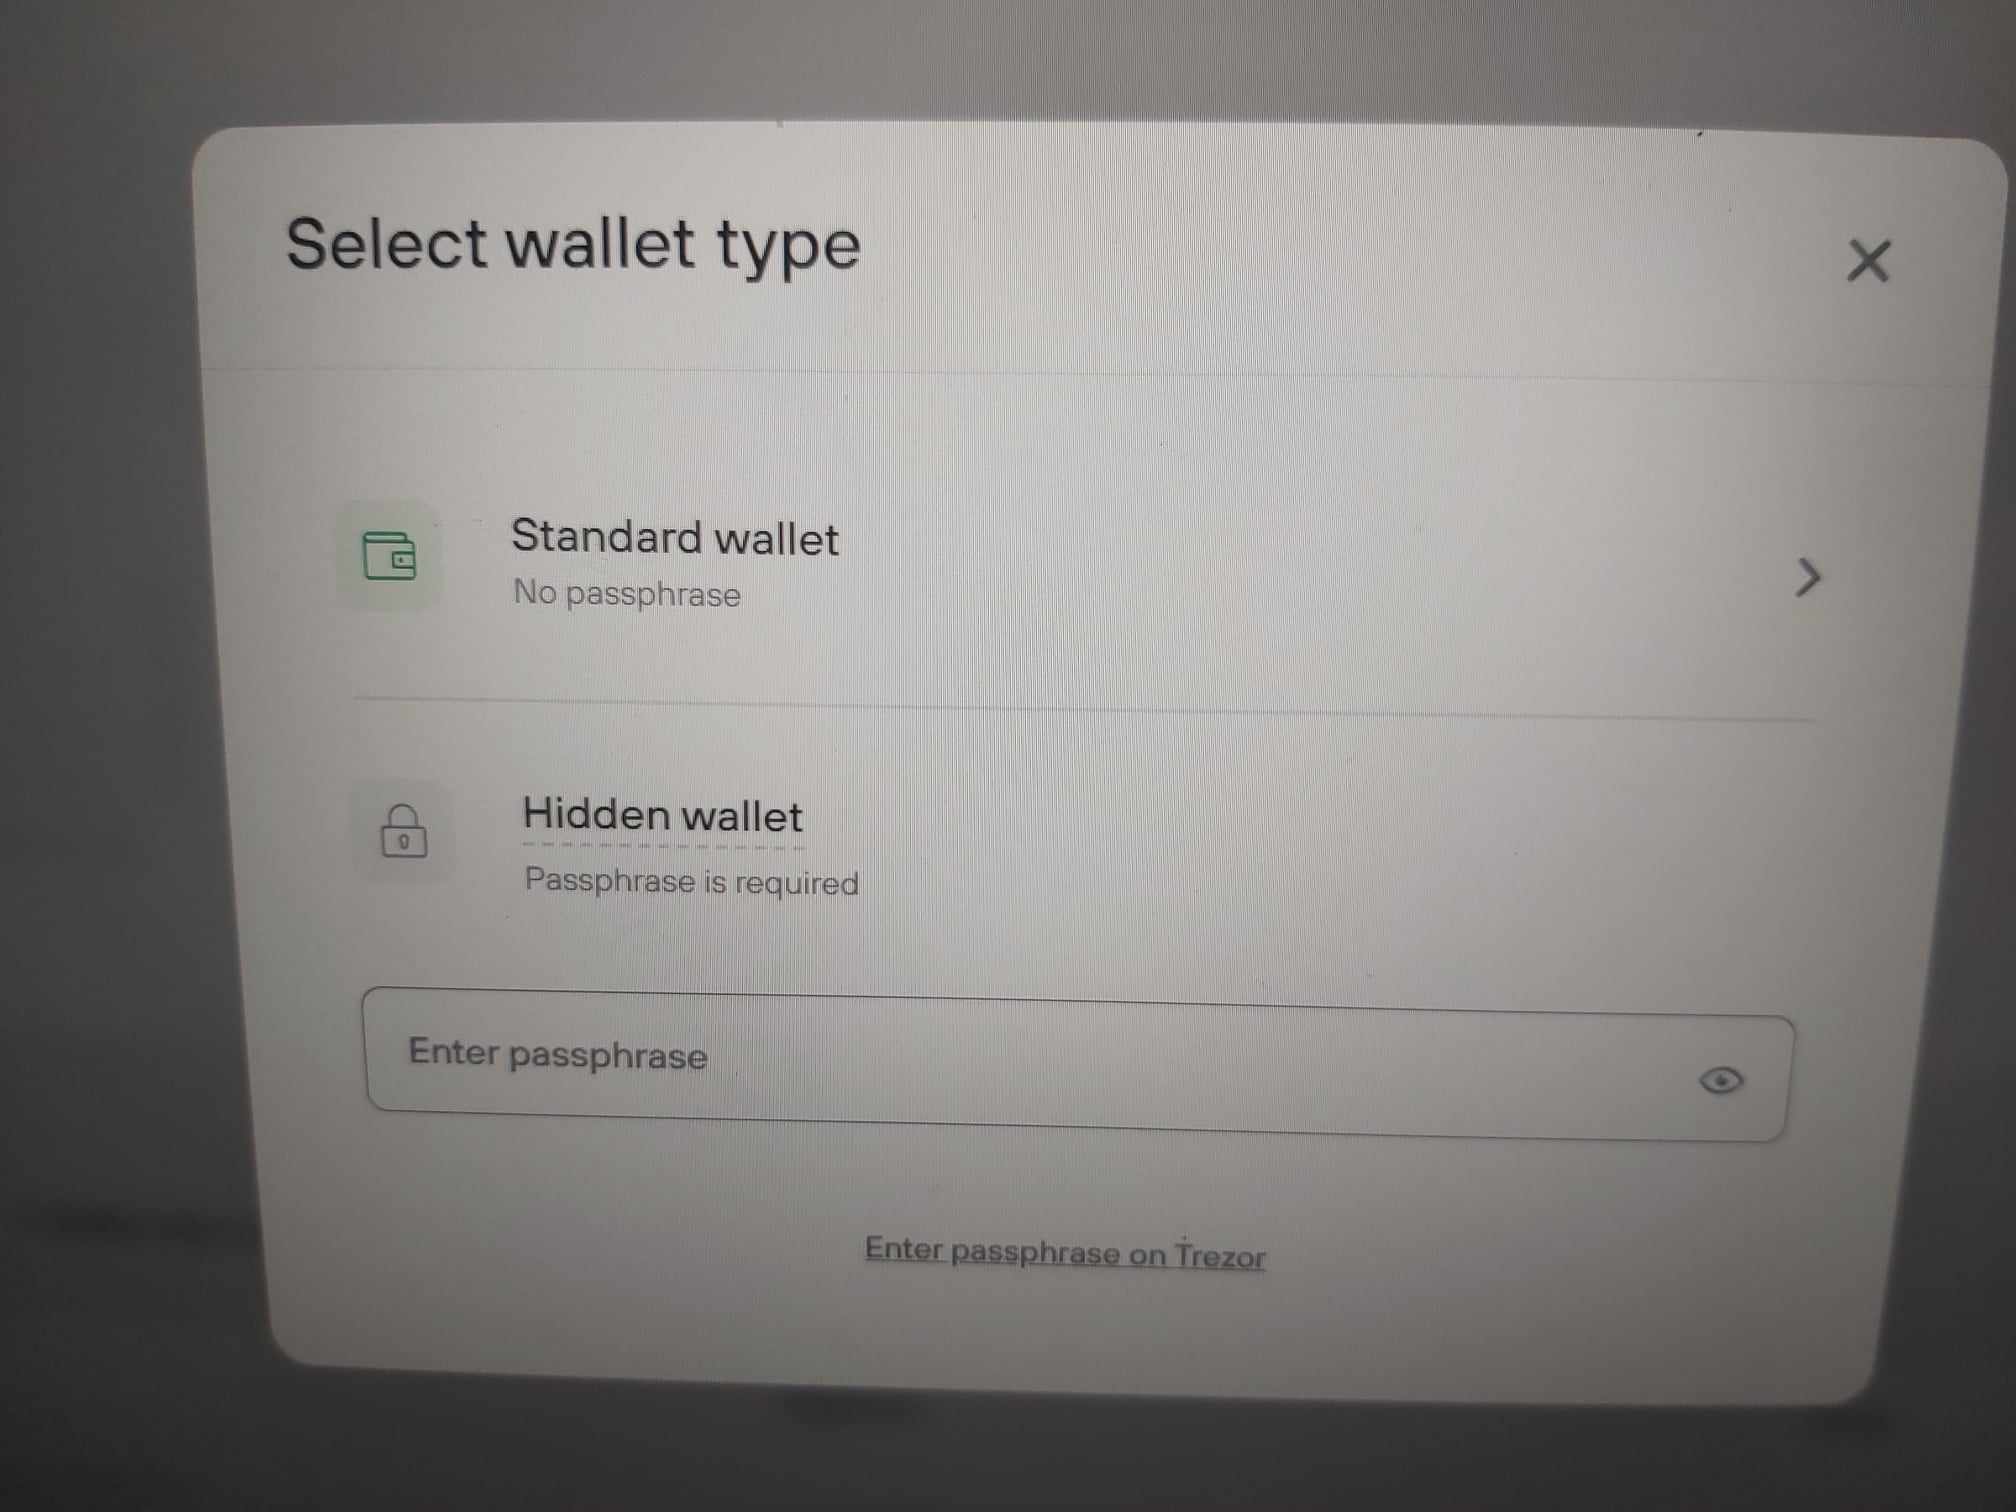 Select wallet type
Standard wallet
No passphrase
Hidden wallet
Passphrase is required
Enter passphrase
Enter passphrase on Trezor